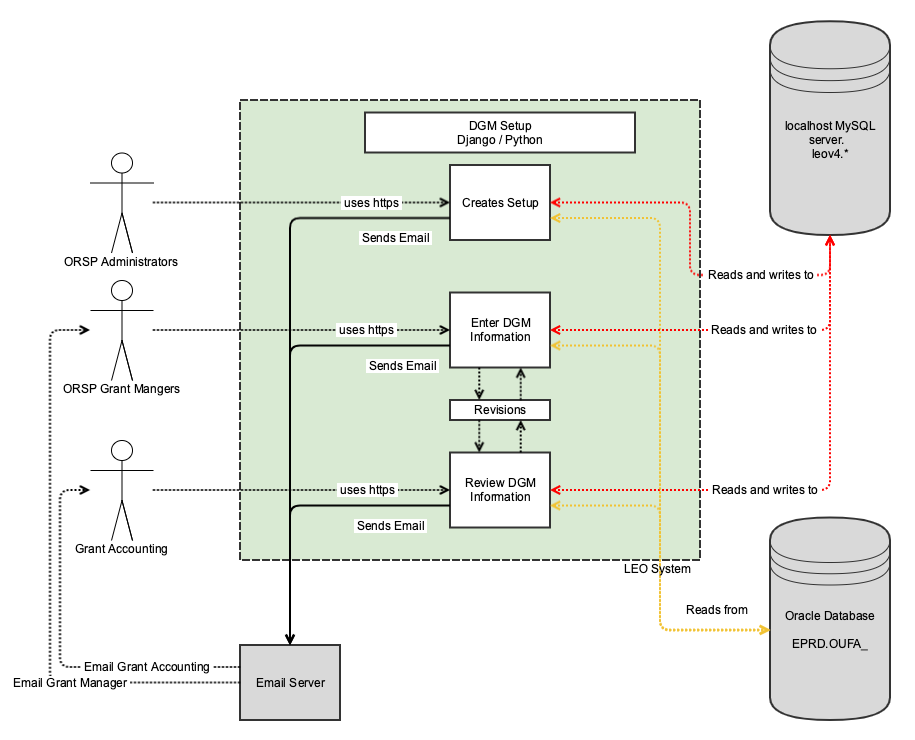 localhost MySQL
server.
leov4.*
DGM Setup
Django / Python
uses https
Creates Setup
Sends Email
ORSP Administrators
Reads and writes to
uses https
Enter DGM
Information
Reads and writes to
Sends Email
ORSP Grant Mangers
Revisions
uses https
Review DGM
Information
Reads and writes to
Sends Email
Grant Accounting
LEO System
Reads from
Oracle Database
EPRD.OUFA_
Email Grant Accounting
Email Grant Manager
Email Server